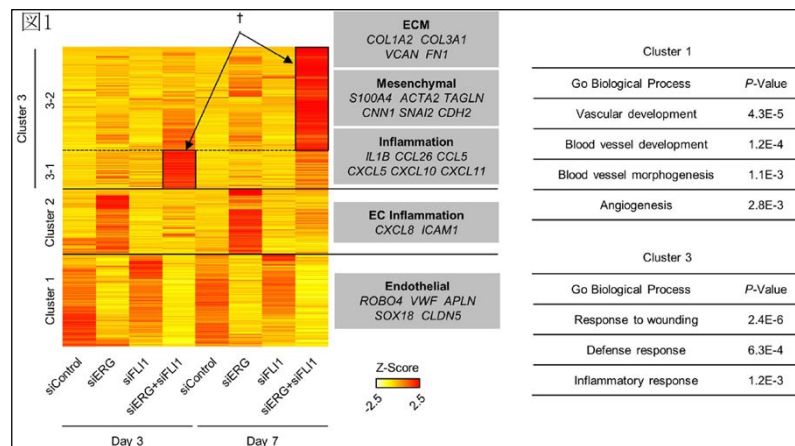 図1
†
Cluster 3
3-2
3-1
Cluster 2
Cluster 1
ECM
COL1A2 COL3A1
VCAN FN1
Mesenchymal
S100A4 ACTA2 TAGLN
CNN1 SNAI2 CDH2
Inflammation
IL1B CCL26 CCL5
CXCL5 CXCL10 CXCL11
EC Inflammation
CXCL8 ICAM1
Endothelial
ROBO4 VWF APLN
SOX18 CLDN5
siControl
siERG
siFLI1
siERG+siFLI1
siControl
siERG
siFLI1
siERG+siFLI1
Day 3
Day 7
Z-Score
-2.5 2.5
Cluster 1
Go Biological Process P-Value
Vascular development 4.3E-5
Blood vessel development 1.2E-4
Blood vessel morphogenesis 1.1E-3
Angiogenesis 2.8E-3
Cluster 3
Go Biological Process P-Value
Response to wounding 2.4E-6
Defense response 6.3E-4
Inflammatory response 1.2E-3